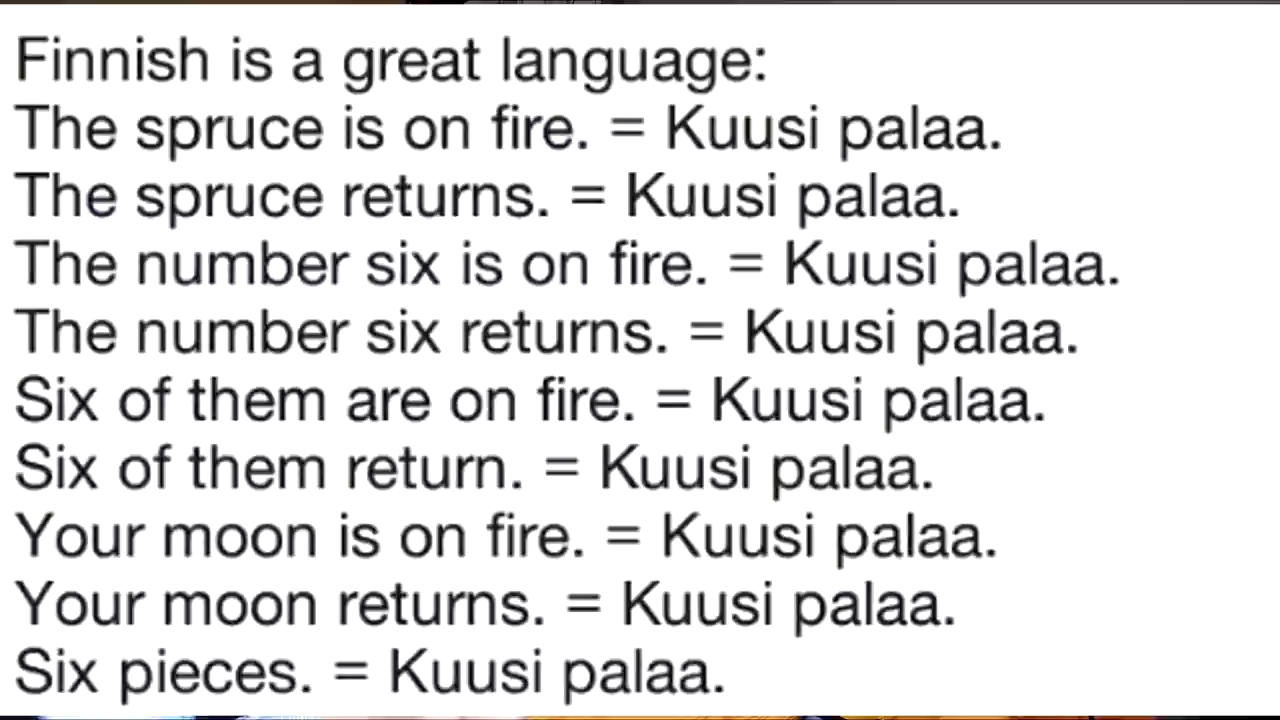 Finnish is a great language:
The spruce is on fire. = Kuusi palaa.
The spruce returns. = Kuusi palaa.
The number six is on fire. = Kuusi palaa.
The number six returns. = Kuusi palaa.
Six of them are on fire. = Kuusi palaa.
Six of them return. = Kuusi palaa.
Your moon is on fire. = Kuusi palaa.
Your moon returns. = Kuusi palaa.
Six pieces. = Kuusi palaa.